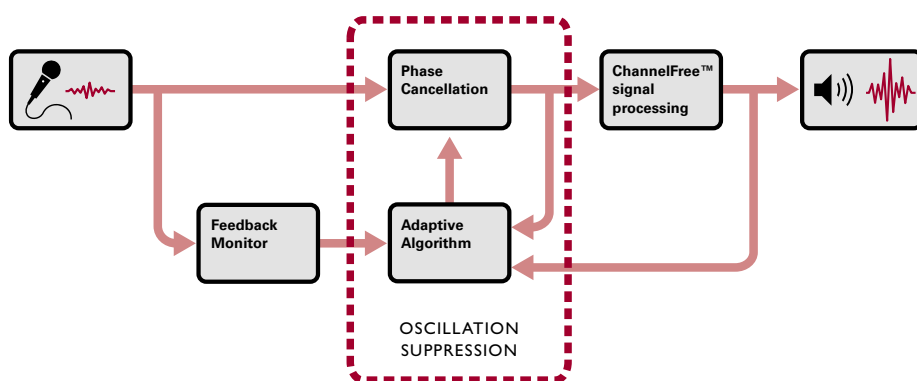 Phase
Cancellation
ChannelFree™
signal
processing
Feedback
Monitor
Adaptive
Algorithm
OSCILLATION
SUPPRESSION